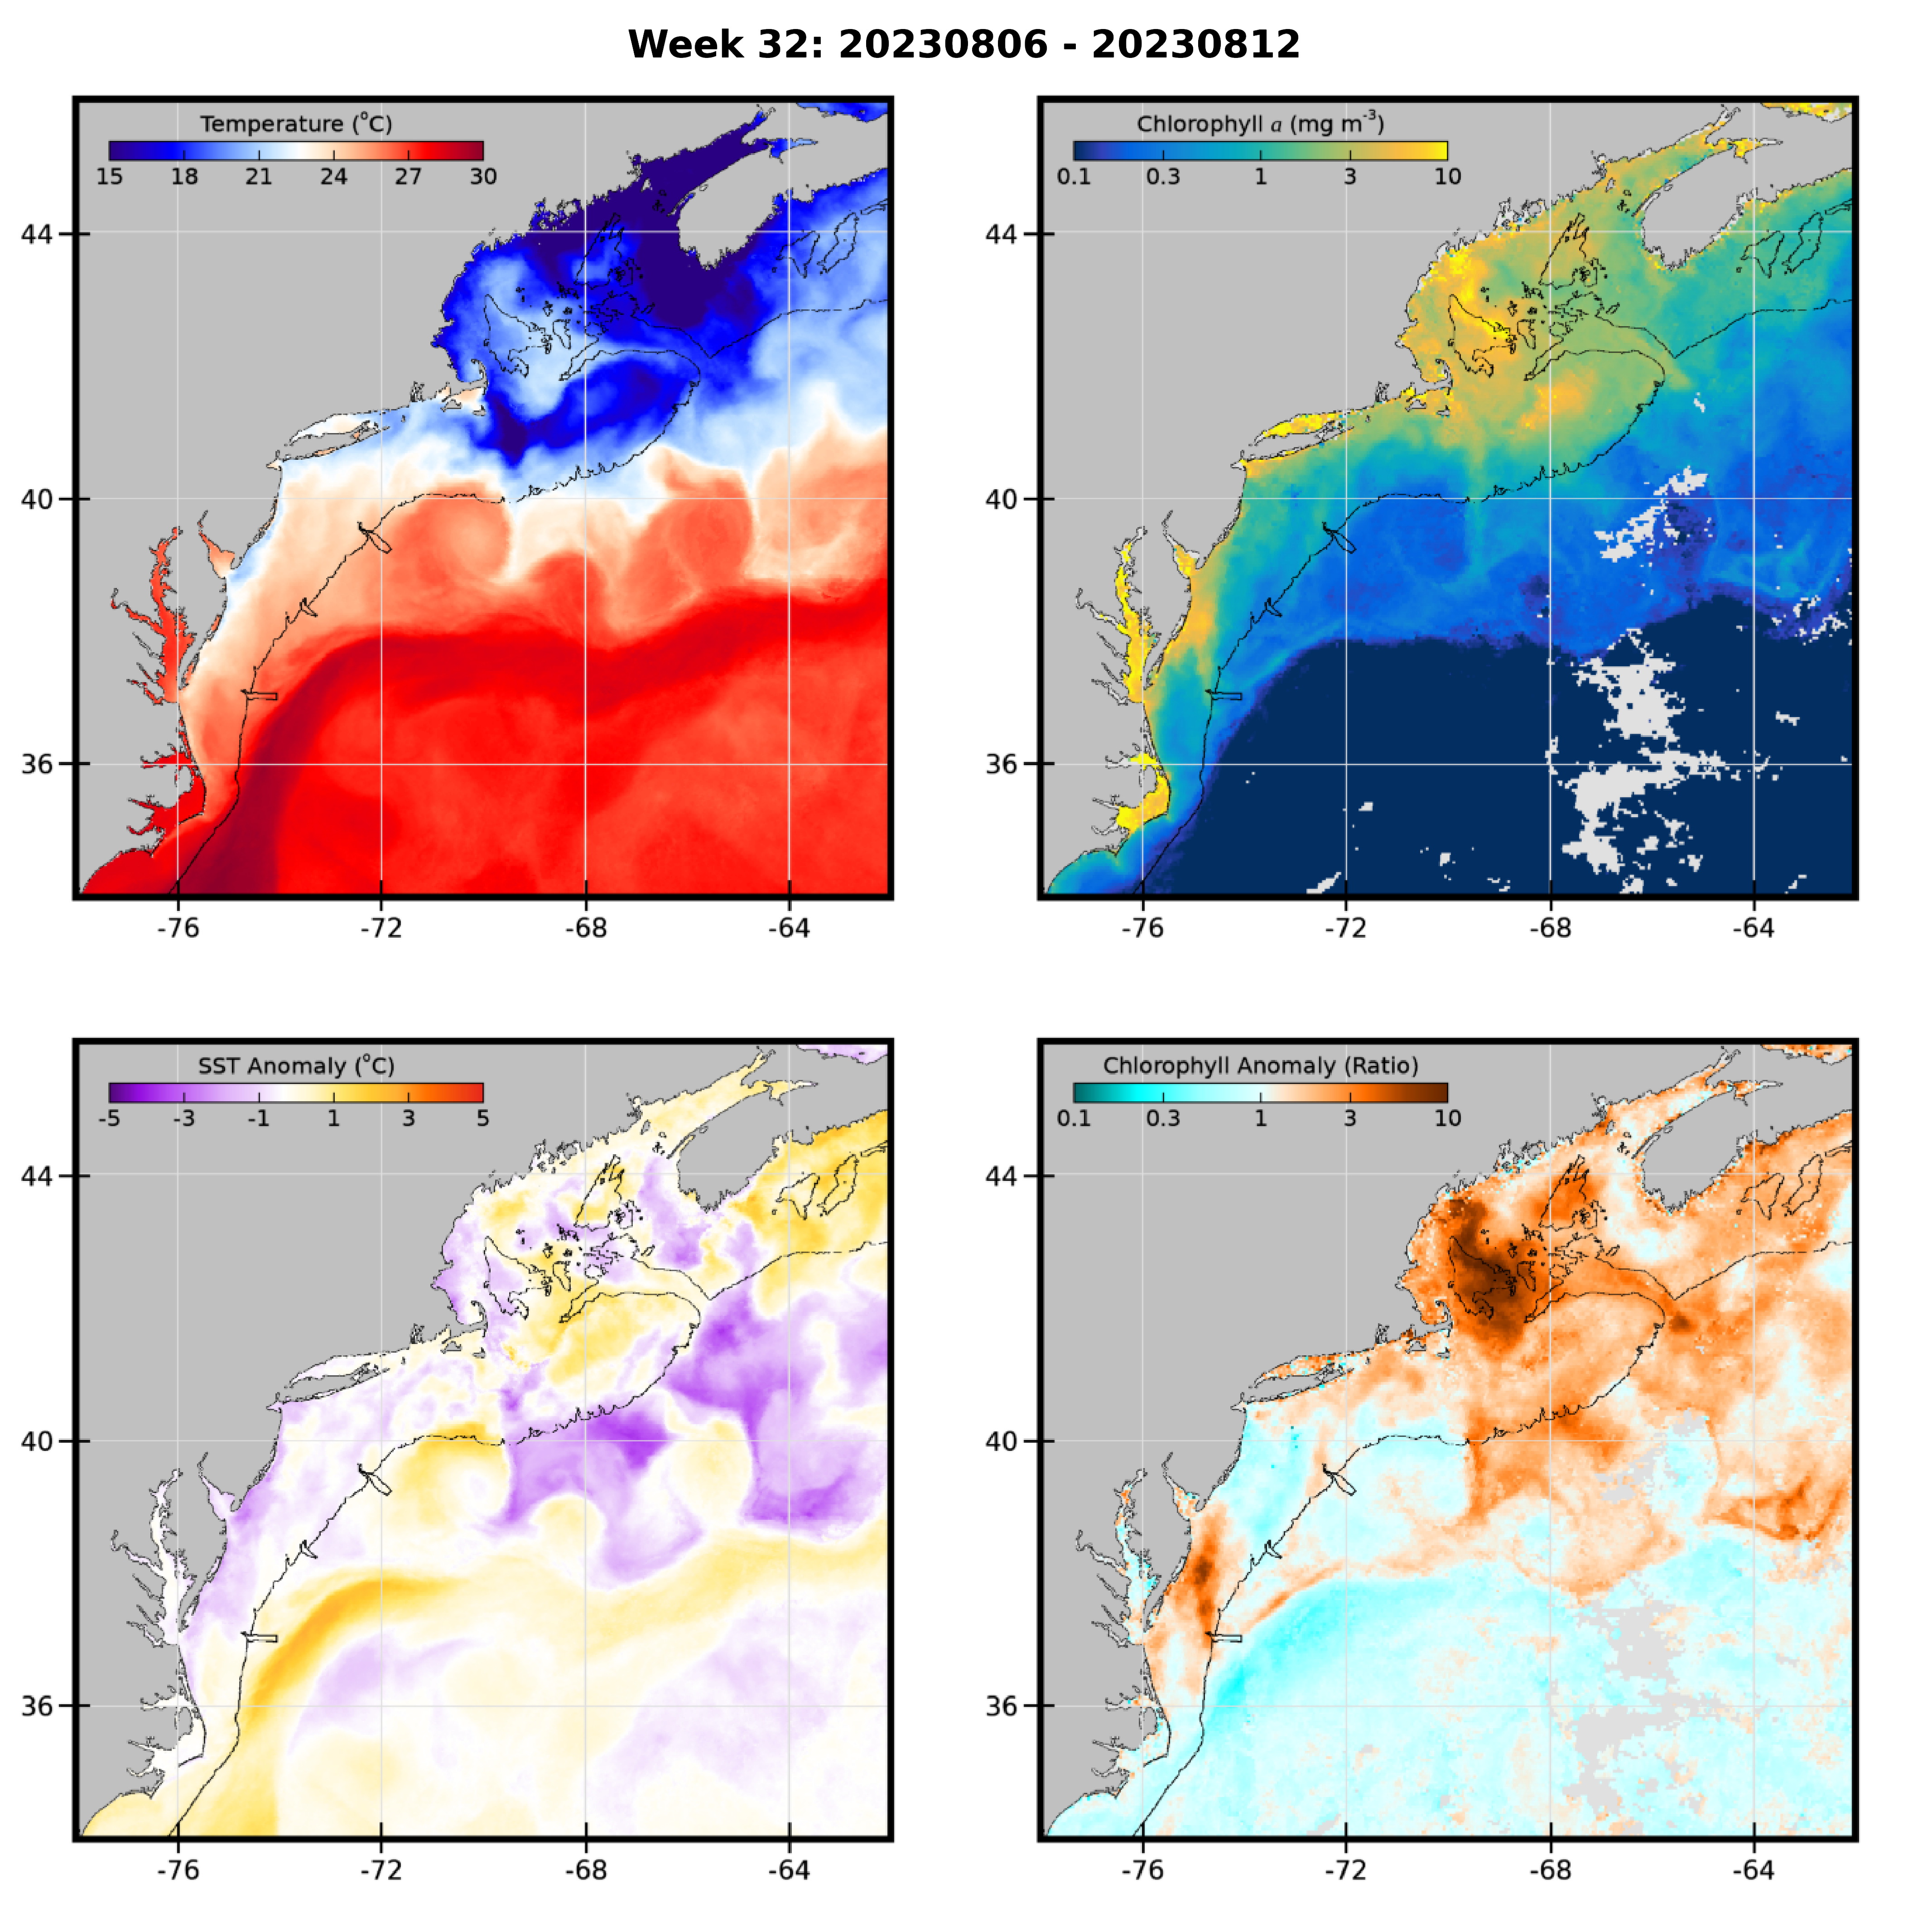 Week 32: 20230806 - 20230812
Temperature (°C)
15 18 21 24 27 30
44
40
36
-76 -72 -68 -64
Chlorophyll a (mg m⁻³)
0.1 0.3 1 3 10
44
40
36
-76 -72 -68 -64
SST Anomaly (°C)
-5 -3 -1 1 3 5
44
40
36
-76 -72 -68 -64
Chlorophyll Anomaly (Ratio)
0.1 0.3 1 3 10
44
40
36
-76 -72 -68 -64